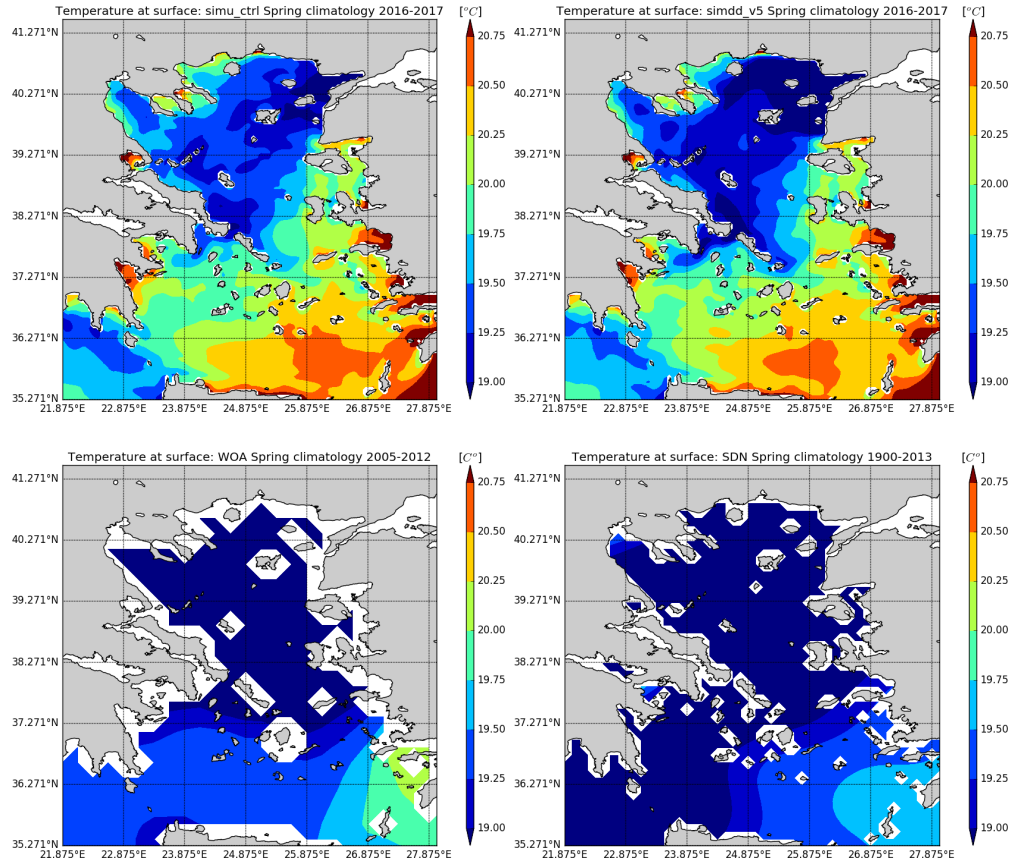 Temperature at surface: simu_ctrl Spring climatology 2016-2017
[°C]
41.271°N
40.271°N
39.271°N
38.271°N
37.271°N
36.271°N
35.271°N
21.875°E 22.875°E 23.875°E 24.875°E 25.875°E 26.875°E 27.875°E
20.75
20.50
20.25
20.00
19.75
19.50
19.25
19.00
Temperature at surface: simdd_v5 Spring climatology 2016-2017
[°C]
41.271°N
40.271°N
39.271°N
38.271°N
37.271°N
36.271°N
35.271°N
21.875°E 22.875°E 23.875°E 24.875°E 25.875°E 26.875°E 27.875°E
20.75
20.50
20.25
20.00
19.75
19.50
19.25
19.00
Temperature at surface: WOA Spring climatology 2005-2012
[C°]
41.271°N
40.271°N
39.271°N
38.271°N
37.271°N
36.271°N
35.271°N
21.875°E 22.875°E 23.875°E 24.875°E 25.875°E 26.875°E 27.875°E
20.75
20.50
20.25
20.00
19.75
19.50
19.25
19.00
Temperature at surface: SDN Spring climatology 1900-2013
[C°]
41.271°N
40.271°N
39.271°N
38.271°N
37.271°N
36.271°N
35.271°N
21.875°E 22.875°E 23.875°E 24.875°E 25.875°E 26.875°E 27.875°E
20.75
20.50
20.25
20.00
19.75
19.50
19.25
19.00